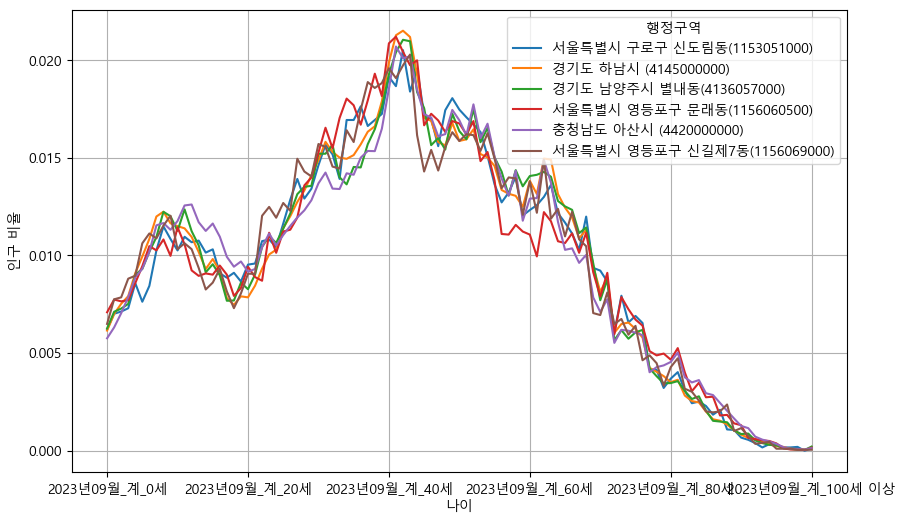 0.020
0.015
0.010
0.005
0.000
인구 비율
행정구역
서울특별시 구로구 신도림동(1153051000)
경기도 하남시 (4145000000)
경기도 남양주시 별내동(4136057000)
서울특별시 영등포구 문래동(1156060500)
충청남도 아산시 (4420000000)
서울특별시 영등포구 신길제7동(1156069000)
2023년09월_계_0세
2023년09월_계_20세
2023년09월_계_40세
2023년09월_계_60세
2023년09월_계_80세
2023년09월_계_100세 이상
나이